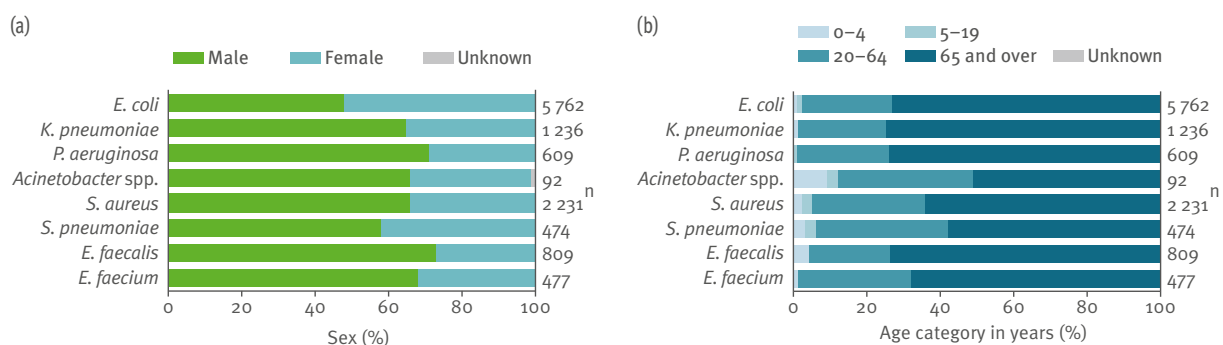 (a)
Male Female Unknown
E. coli 5 762
K. pneumoniae 1 236
P. aeruginosa 609
Acinetobacter spp. 92
n
S. aureus 2 231
S. pneumoniae 474
E. faecalis 809
E. faecium 477
0 20 40 60 80 100
Sex (%)
(b)
0–4 5–19
20–64 65 and over Unknown
E. coli 5 762
K. pneumoniae 1 236
P. aeruginosa 609
Acinetobacter spp. 92
n
S. aureus 2 231
S. pneumoniae 474
E. faecalis 809
E. faecium 477
0 20 40 60 80 100
Age category in years (%)